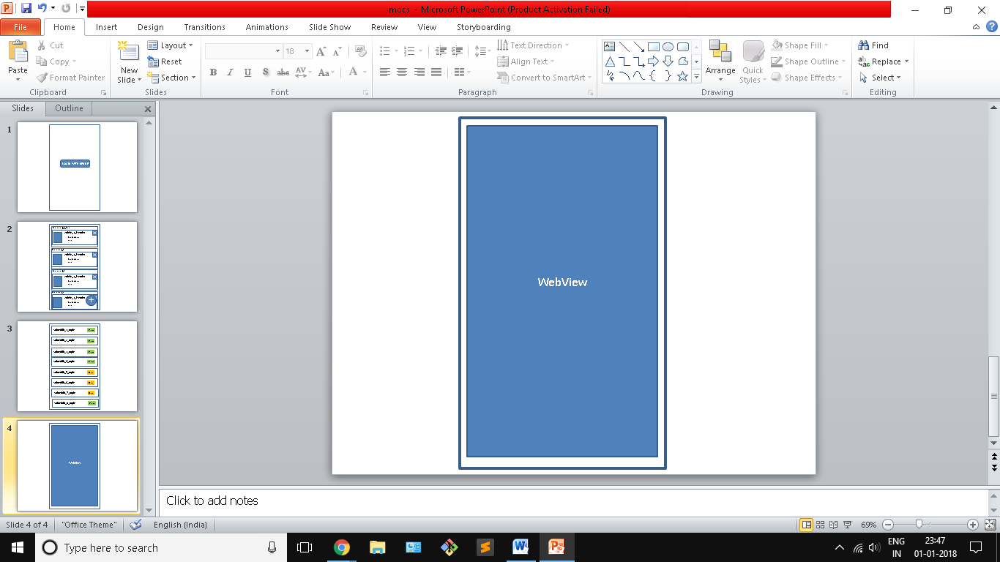 mocs - Microsoft PowerPoint (Product Activation Failed)
File Home Insert Design Transitions Animations Slide Show Review View Storyboarding
Paste
Cut
Copy
Format Painter
Clipboard
New
Slide
Layout
Reset
Section
Slides
18
B I U S abc AV Aa A
Font
Text Direction
Align Text
Convert to SmartArt
Paragraph
Arrange
Quick
Styles
Shape Fill
Shape Outline
Shape Effects
Drawing
Find
Replace
Select
Editing
Slides Outline
1
2
3
4
WebView
WebView
Click to add notes
Slide 4 of 4 "Office Theme" English (India) 69%
Type here to search
ENG
IN
23:47
01-01-2018